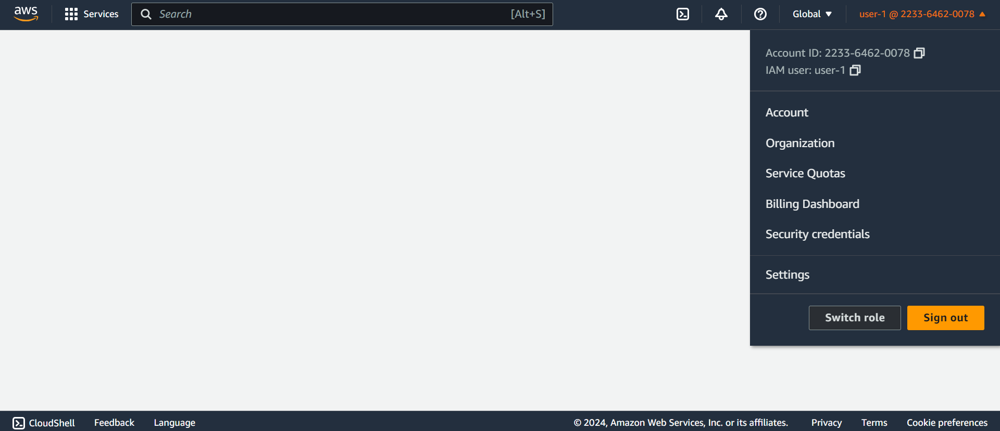 aws Services Search [Alt+S] Global user-1 @ 2233-6462-0078
Account ID: 2233-6462-0078
IAM user: user-1
Account
Organization
Service Quotas
Billing Dashboard
Security credentials
Settings
Switch role Sign out
CloudShell Feedback Language © 2024, Amazon Web Services, Inc. or its affiliates. Privacy Terms Cookie preferences